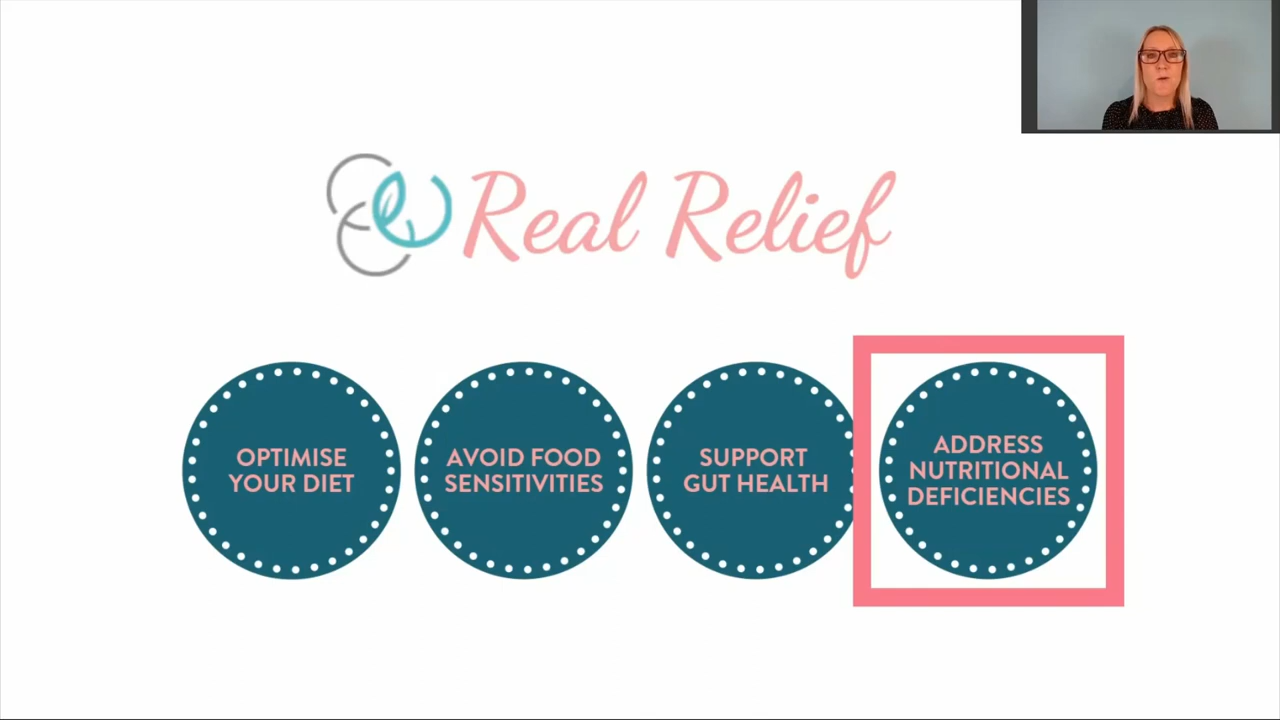 Real Relief
OPTIMISE
YOUR DIET
AVOID FOOD
SENSITIVITIES
SUPPORT
GUT HEALTH
ADDRESS
NUTRITIONAL
DEFICIENCIES